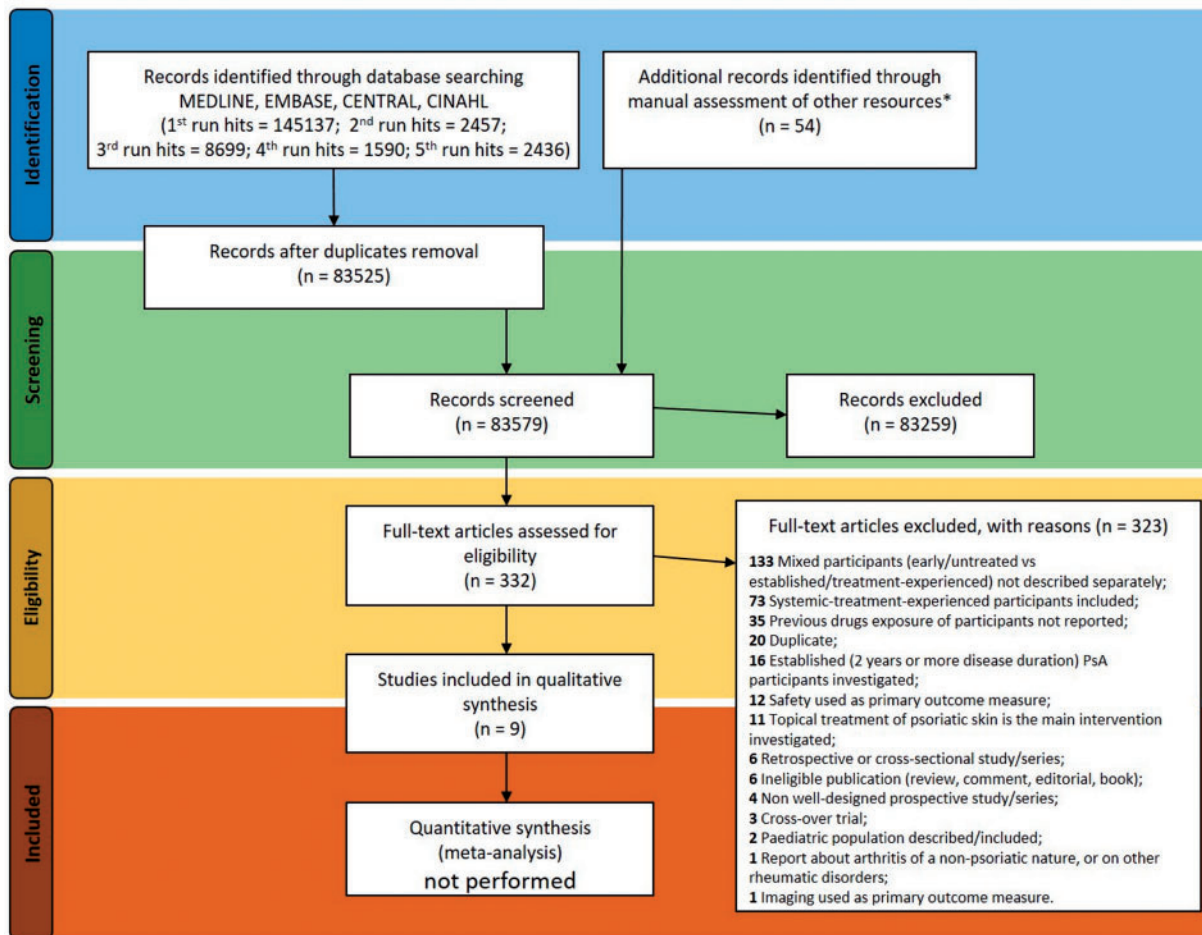 Identification
Records identified through database searching
MEDLINE, EMBASE, CENTRAL, CINAHL
(1st run hits = 145137; 2nd run hits = 2457;
3rd run hits = 8699; 4th run hits = 1590; 5th run hits = 2436)
Additional records identified through
manual assessment of other resources*
(n = 54)
Records after duplicates removal
(n = 83525)
Screening
Records screened
(n = 83579)
Records excluded
(n = 83259)
Eligibility
Full-text articles assessed for
eligibility
(n = 332)
Full-text articles excluded, with reasons (n = 323)
133 Mixed participants (early/untreated vs
established/treatment-experienced) not described separately;
73 Systemic-treatment-experienced participants included;
35 Previous drugs exposure of participants not reported;
20 Duplicate;
16 Established (2 years or more disease duration) PsA
participants investigated;
12 Safety used as primary outcome measure;
11 Topical treatment of psoriatic skin is the main intervention
investigated;
6 Retrospective or cross-sectional study/series;
6 Ineligible publication (review, comment, editorial, book);
4 Non well-designed prospective study/series;
3 Cross-over trial;
2 Paediatric population described/included;
1 Report about arthritis of a non-psoriatic nature, or on other
rheumatic disorders;
1 Imaging used as primary outcome measure.
Studies included in qualitative
synthesis
(n = 9)
Included
Quantitative synthesis
(meta-analysis)
not performed